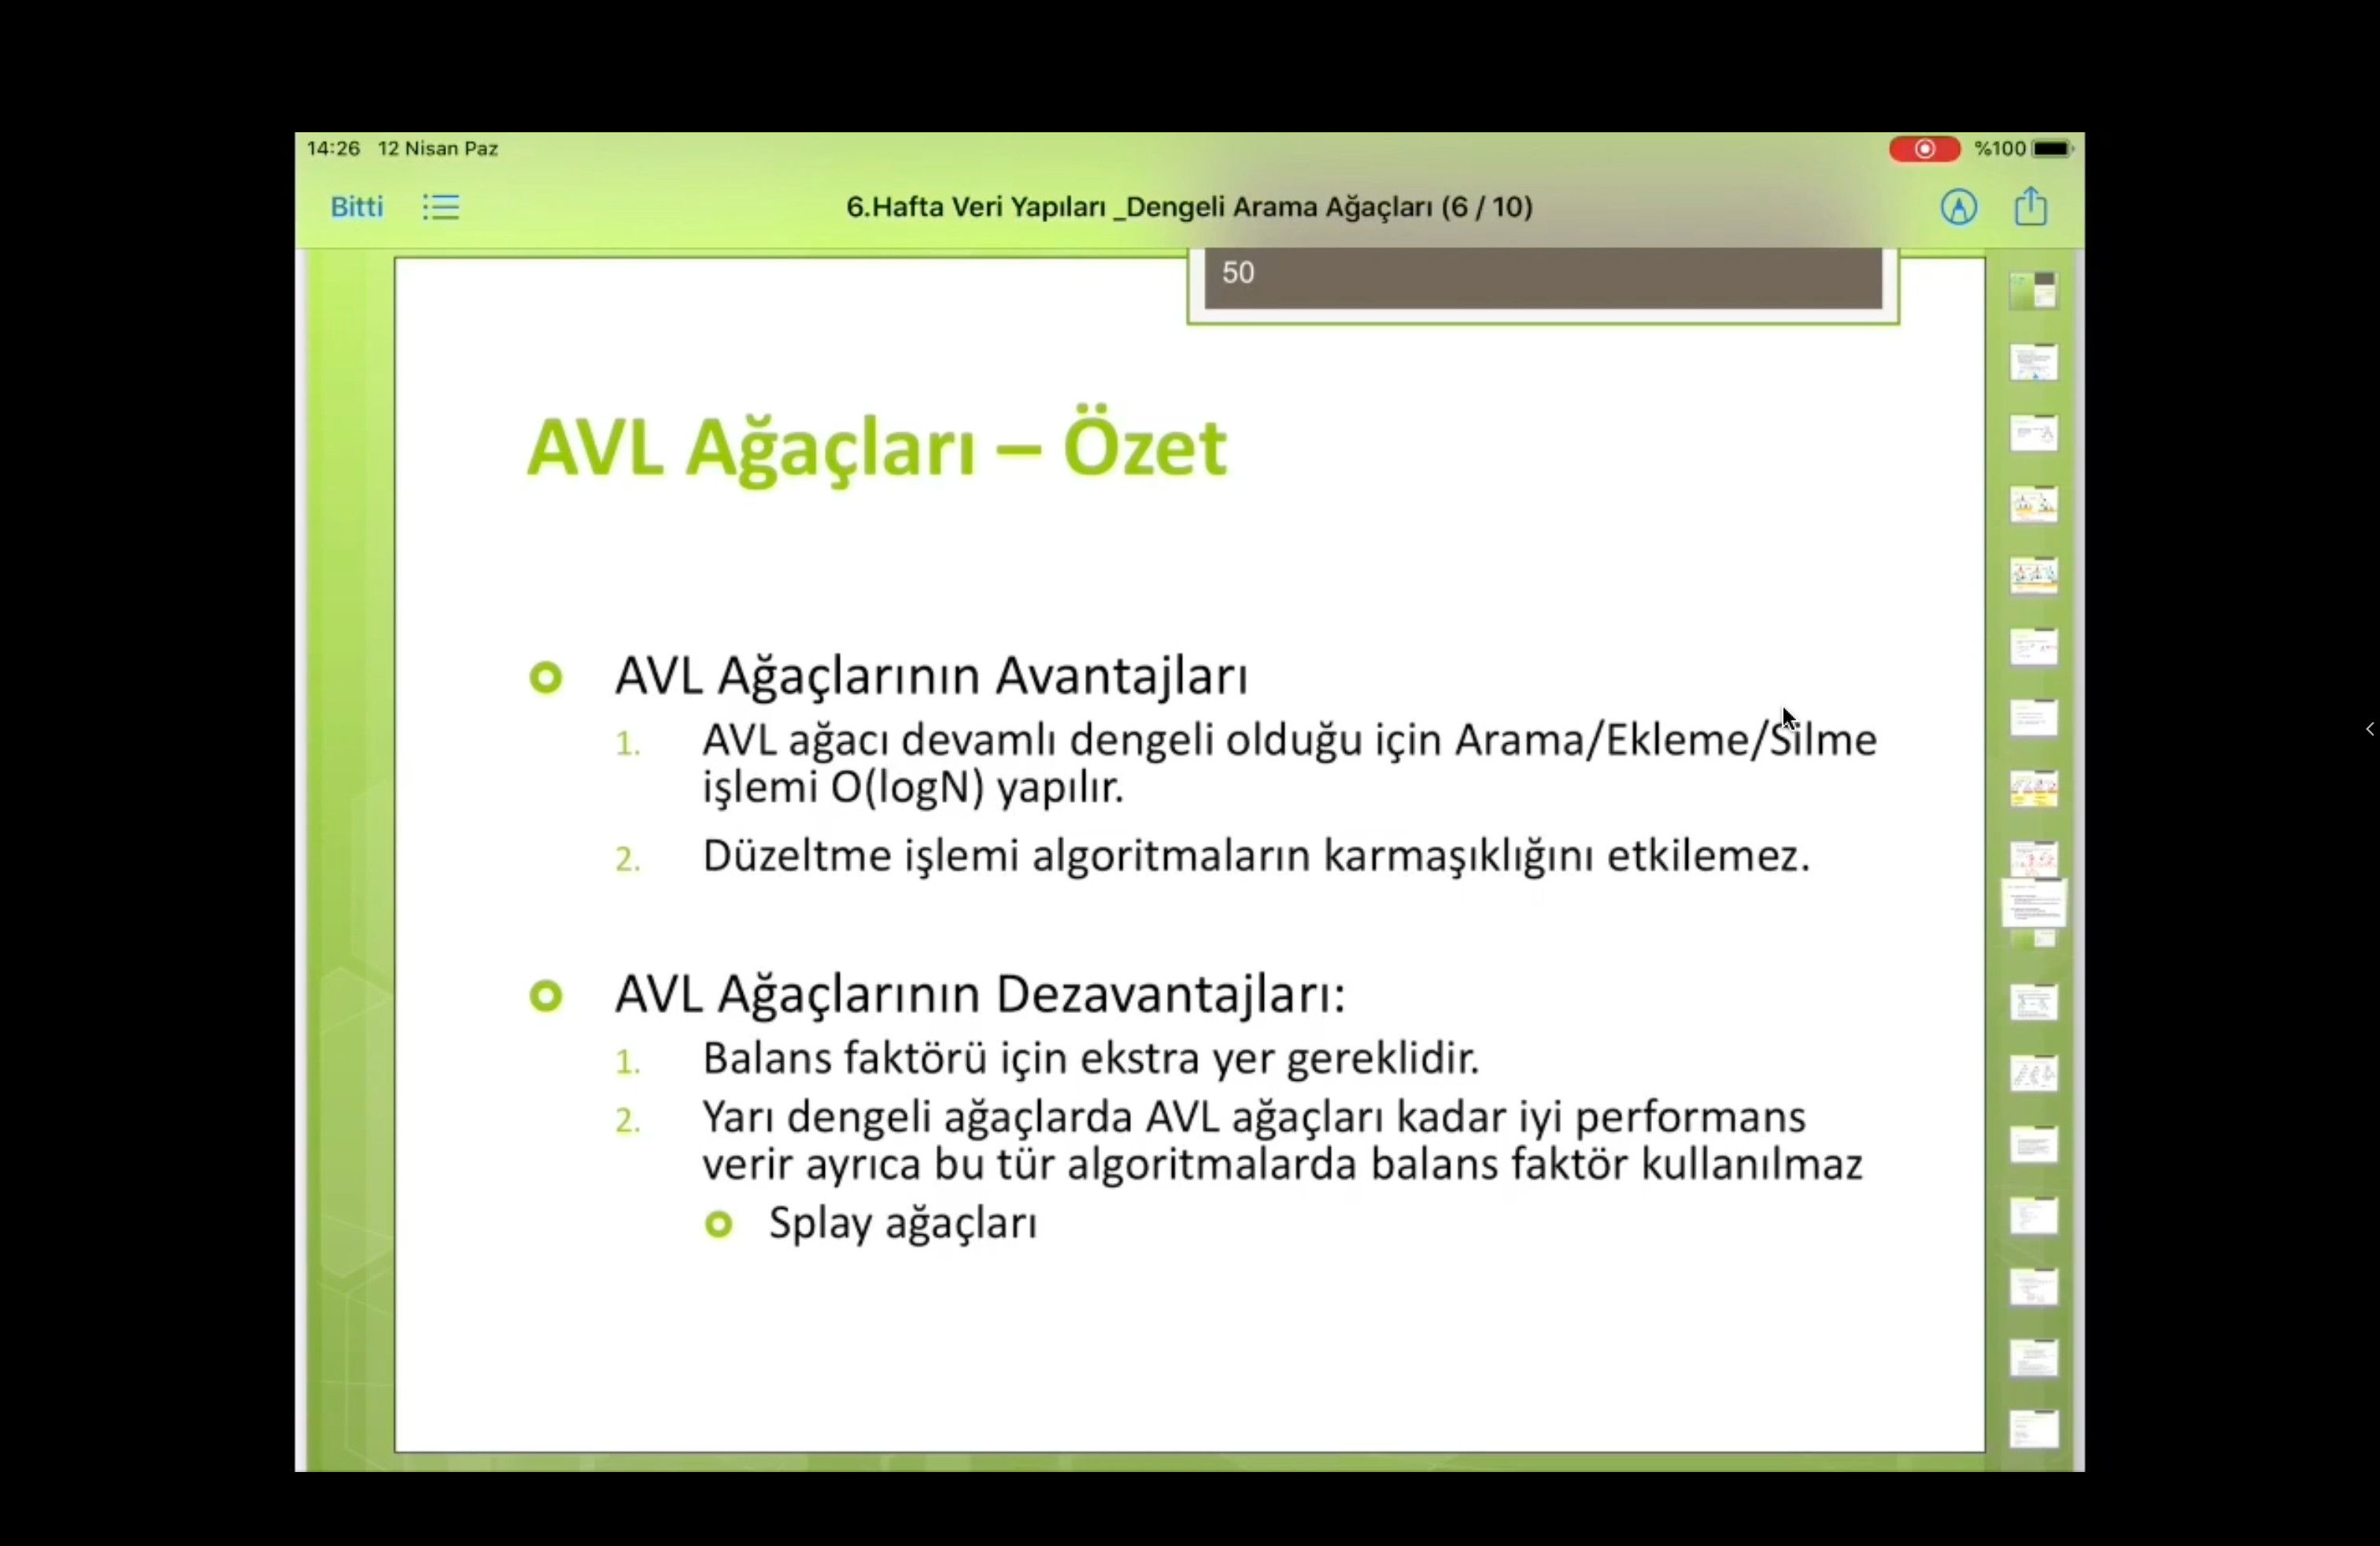 14:26 12 Nisan Paz
%100
Bitti
6.Hafta Veri Yapıları _Dengeli Arama Ağaçları (6 / 10)
50
AVL Ağaçları – Özet
AVL Ağaçlarının Avantajları
1. AVL ağacı devamlı dengeli olduğu için Arama/Ekleme/Silme
işlemi O(logN) yapılır.
2. Düzeltme işlemi algoritmaların karmaşıklığını etkilemez.
AVL Ağaçlarının Dezavantajları:
1. Balans faktörü için ekstra yer gereklidir.
2. Yarı dengeli ağaçlarda AVL ağaçları kadar iyi performans
verir ayrıca bu tür algoritmalarda balans faktör kullanılmaz
Splay ağaçları